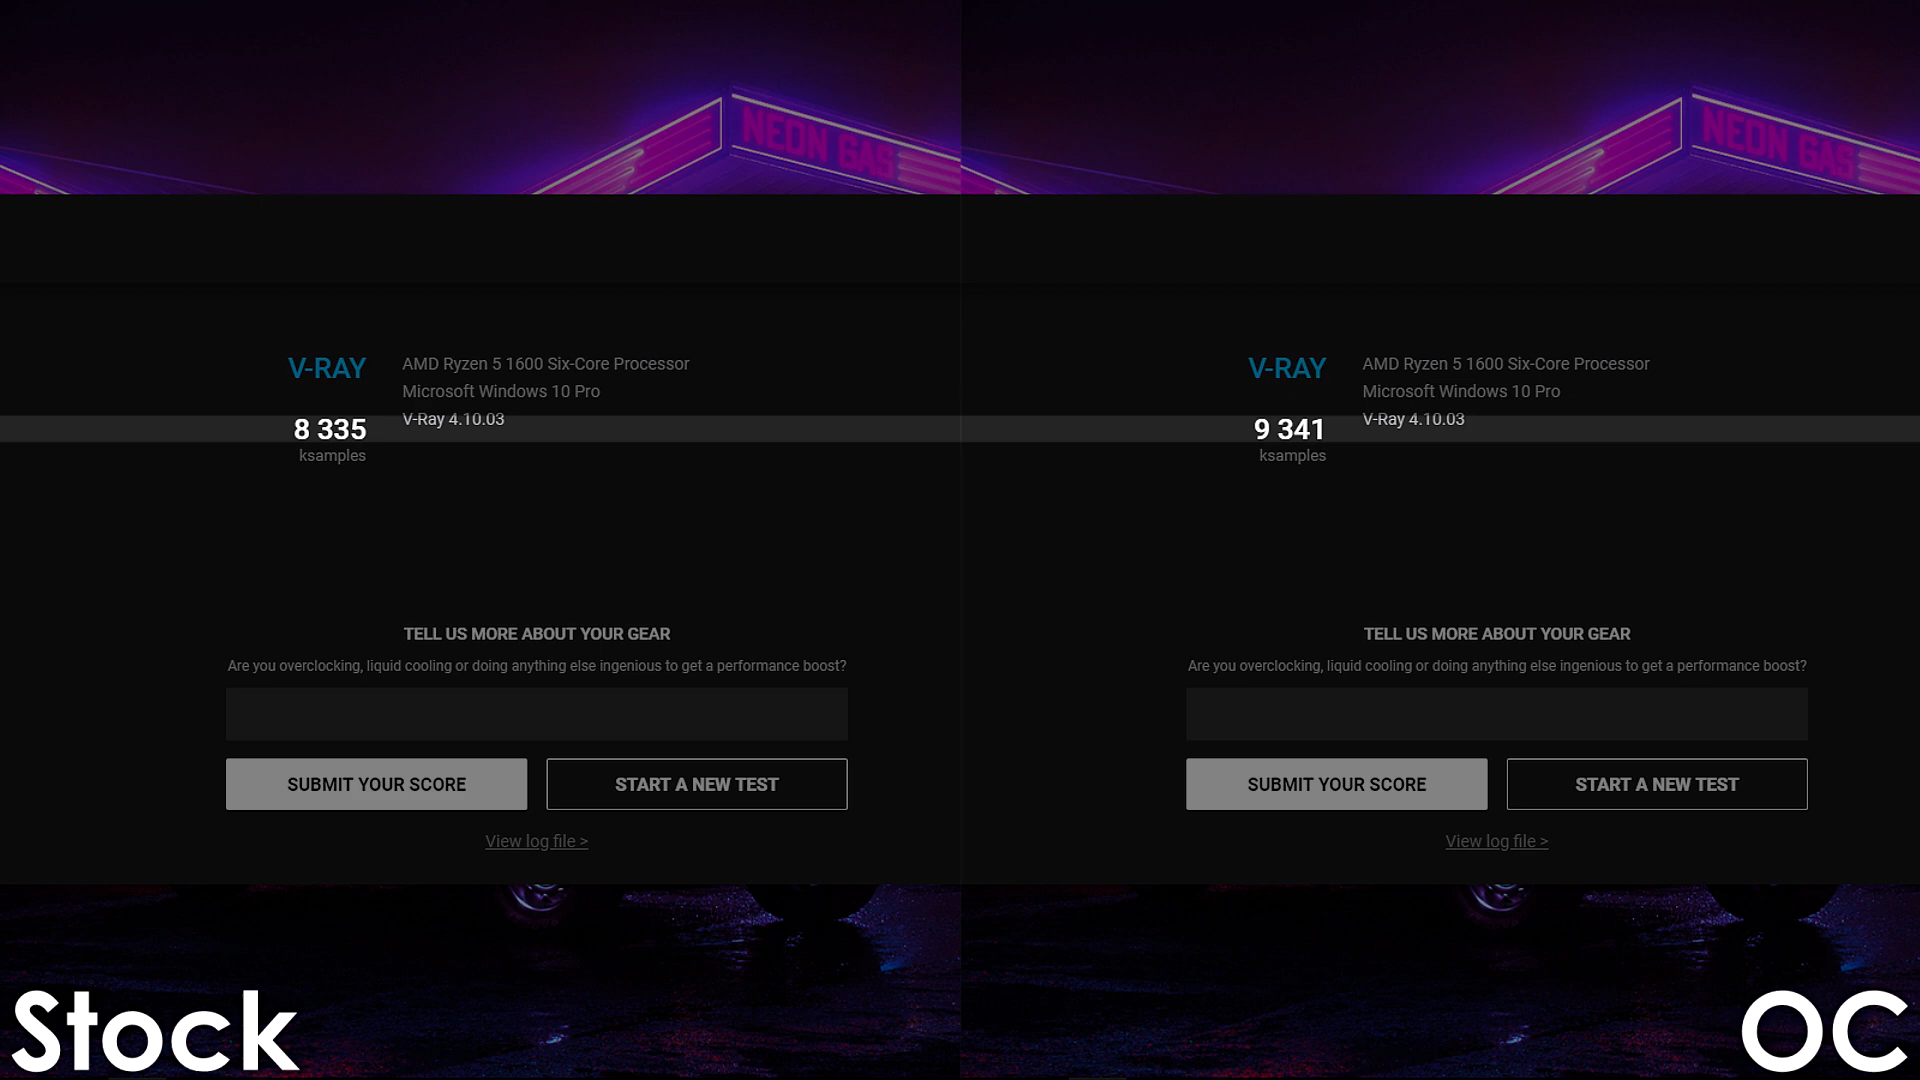 NEON GAS
V-RAY
AMD Ryzen 5 1600 Six-Core Processor
Microsoft Windows 10 Pro
V-Ray 4.10.03
8 335
ksamples
TELL US MORE ABOUT YOUR GEAR
Are you overclocking, liquid cooling or doing anything else ingenious to get a performance boost?
SUBMIT YOUR SCORE
START A NEW TEST
View log file >
Stock
NEON GAS
V-RAY
AMD Ryzen 5 1600 Six-Core Processor
Microsoft Windows 10 Pro
V-Ray 4.10.03
9 341
ksamples
TELL US MORE ABOUT YOUR GEAR
Are you overclocking, liquid cooling or doing anything else ingenious to get a performance boost?
SUBMIT YOUR SCORE
START A NEW TEST
View log file >
OC